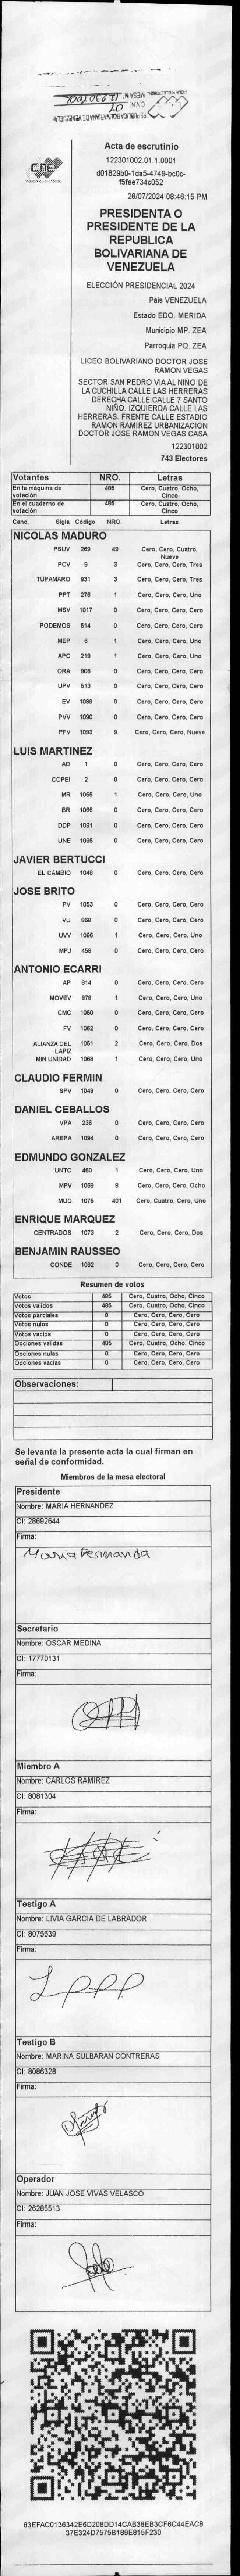 CNE
Acta de escrutinio
122301002.01.1.0001
d01829b0-1da5-4749-bc0c-
f5fee734c052
28/07/2024 08:46:15 PM
PRESIDENTA O
PRESIDENTE DE LA
REPUBLICA
BOLIVARIANA DE
VENEZUELA
ELECCIÓN PRESIDENCIAL 2024
Pais VENEZUELA
Estado EDO. MERIDA
Municipio MP. ZEA
Parroquia PQ. ZEA
LICEO BOLIVARIANO DOCTOR JOSE
RAMON VEGAS
SECTOR SAN PEDRO VIA AL NINO DE
LA CUCHILLA CALLE LAS HERRERAS
DERECHA CALLE CALLE 7 SANTO
NIÑO. IZQUIERDA CALLE LAS
HERRERAS. FRENTE CALLE ESTADIO
RAMON RAMIREZ URBANIZACION
DOCTOR JOSE RAMON VEGAS CASA
122301002
743 Electores
Votantes NRO. Letras
En la máquina de votación 485 Cero, Cuatro, Ocho, Cinco
En el cuaderno de votación 485 Cero, Cuatro, Ocho, Cinco
Cand. Sigla Código NRO. Letras
NICOLAS MADURO
PSUV 269 49 Cero, Cero, Cuatro, Nueve
PCV 9 3 Cero, Cero, Cero, Tres
TUPAMARO 931 3 Cero, Cero, Cero, Tres
PPT 276 1 Cero, Cero, Cero, Uno
MSV 1017 0 Cero, Cero, Cero, Cero
PODEMOS 514 0 Cero, Cero, Cero, Cero
MEP 6 1 Cero, Cero, Cero, Uno
APC 219 1 Cero, Cero, Cero, Uno
ORA 906 0 Cero, Cero, Cero, Cero
UPV 513 0 Cero, Cero, Cero, Cero
EV 1089 0 Cero, Cero, Cero, Cero
PVV 1090 0 Cero, Cero, Cero, Cero
PFV 1093 9 Cero, Cero, Cero, Nueve
LUIS MARTINEZ
AD 1 0 Cero, Cero, Cero, Cero
COPEI 2 0 Cero, Cero, Cero, Cero
MR 1065 1 Cero, Cero, Cero, Uno
BR 1066 0 Cero, Cero, Cero, Cero
DDP 1091 0 Cero, Cero, Cero, Cero
UNE 1095 0 Cero, Cero, Cero, Cero
JAVIER BERTUCCI
EL CAMBIO 1048 0 Cero, Cero, Cero, Cero
JOSE BRITO
PV 1053 0 Cero, Cero, Cero, Cero
VU 868 0 Cero, Cero, Cero, Cero
UVV 1096 1 Cero, Cero, Cero, Uno
MPJ 458 0 Cero, Cero, Cero, Cero
ANTONIO ECARRI
AP 814 0 Cero, Cero, Cero, Cero
MOVEV 878 1 Cero, Cero, Cero, Uno
CMC 1050 0 Cero, Cero, Cero, Cero
FV 1052 0 Cero, Cero, Cero, Cero
ALIANZA DEL LAPIZ 1051 2 Cero, Cero, Cero, Dos
MIN UNIDAD 1068 1 Cero, Cero, Cero, Uno
CLAUDIO FERMIN
SPV 1049 0 Cero, Cero, Cero, Cero
DANIEL CEBALLOS
VPA 236 0 Cero, Cero, Cero, Cero
AREPA 1094 0 Cero, Cero, Cero, Cero
EDMUNDO GONZALEZ
UNTC 460 1 Cero, Cero, Cero, Uno
MPV 1069 8 Cero, Cero, Cero, Ocho
MUD 1075 401 Cero, Cuatro, Cero, Uno
ENRIQUE MARQUEZ
CENTRADOS 1073 2 Cero, Cero, Cero, Dos
BENJAMIN RAUSSEO
CONDE 1092 0 Cero, Cero, Cero, Cero
Resumen de votos
Votos 485 Cero, Cuatro, Ocho, Cinco
Votos validos 485 Cero, Cuatro, Ocho, Cinco
Votos parciales 0 Cero, Cero, Cero, Cero
Votos nulos 0 Cero, Cero, Cero, Cero
Votos vacios 0 Cero, Cero, Cero, Cero
Opciones validas 485 Cero, Cuatro, Ocho, Cinco
Opciones nulas 0 Cero, Cero, Cero, Cero
Opciones vacias 0 Cero, Cero, Cero, Cero
Observaciones:
Se levanta la presente acta la cual firman en
señal de conformidad.
Miembros de la mesa electoral
Presidente
Nombre: MARIA HERNANDEZ
CI: 28692644
Firma:
Maria Fernanda
Secretario
Nombre: OSCAR MEDINA
CI: 17770131
Firma:
Miembro A
Nombre: CARLOS RAMIREZ
CI: 8081304
Firma:
Testigo A
Nombre: LIVIA GARCIA DE LABRADOR
CI: 8075639
Firma:
Testigo B
Nombre: MARINA SULBARAN CONTRERAS
CI: 8086328
Firma:
Operador
Nombre: JUAN JOSE VIVAS VELASCO
CI: 26285513
Firma:
83EFAC0136342E6D208DD14CAB38EB3CF6C44EAC8
37E324D7575B189E815F230